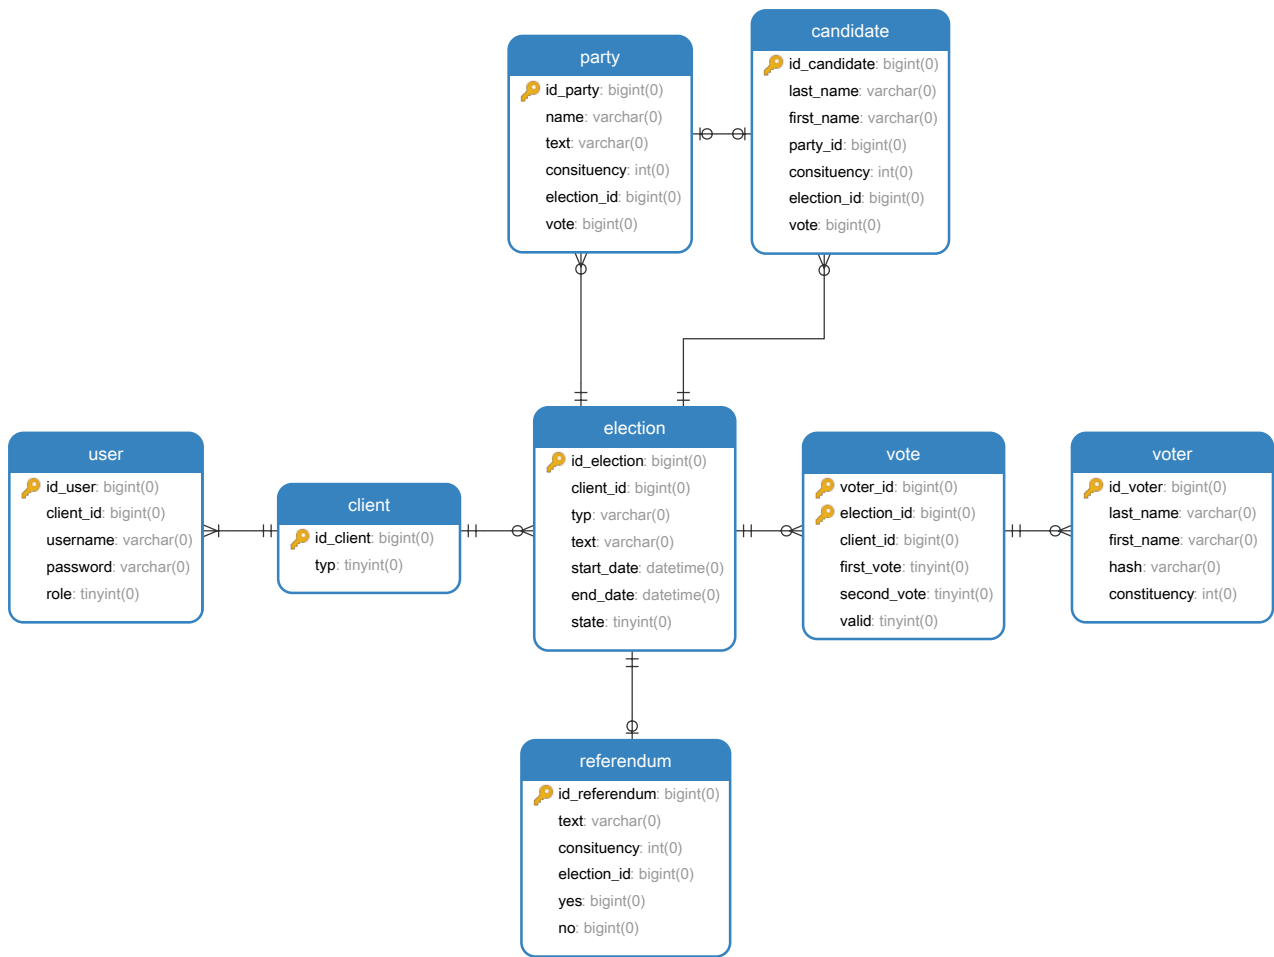 party
id_party: bigint(0)
name: varchar(0)
text: varchar(0)
consituency: int(0)
election_id: bigint(0)
vote: bigint(0)
candidate
id_candidate: bigint(0)
last_name: varchar(0)
first_name: varchar(0)
party_id: bigint(0)
consituency: int(0)
election_id: bigint(0)
vote: bigint(0)
user
id_user: bigint(0)
client_id: bigint(0)
username: varchar(0)
password: varchar(0)
role: tinyint(0)
client
id_client: bigint(0)
typ: tinyint(0)
election
id_election: bigint(0)
client_id: bigint(0)
typ: varchar(0)
text: varchar(0)
start_date: datetime(0)
end_date: datetime(0)
state: tinyint(0)
vote
voter_id: bigint(0)
election_id: bigint(0)
client_id: bigint(0)
first_vote: tinyint(0)
second_vote: tinyint(0)
valid: tinyint(0)
voter
id_voter: bigint(0)
last_name: varchar(0)
first_name: varchar(0)
hash: varchar(0)
constituency: int(0)
referendum
id_referendum: bigint(0)
text: varchar(0)
consituency: int(0)
election_id: bigint(0)
yes: bigint(0)
no: bigint(0)